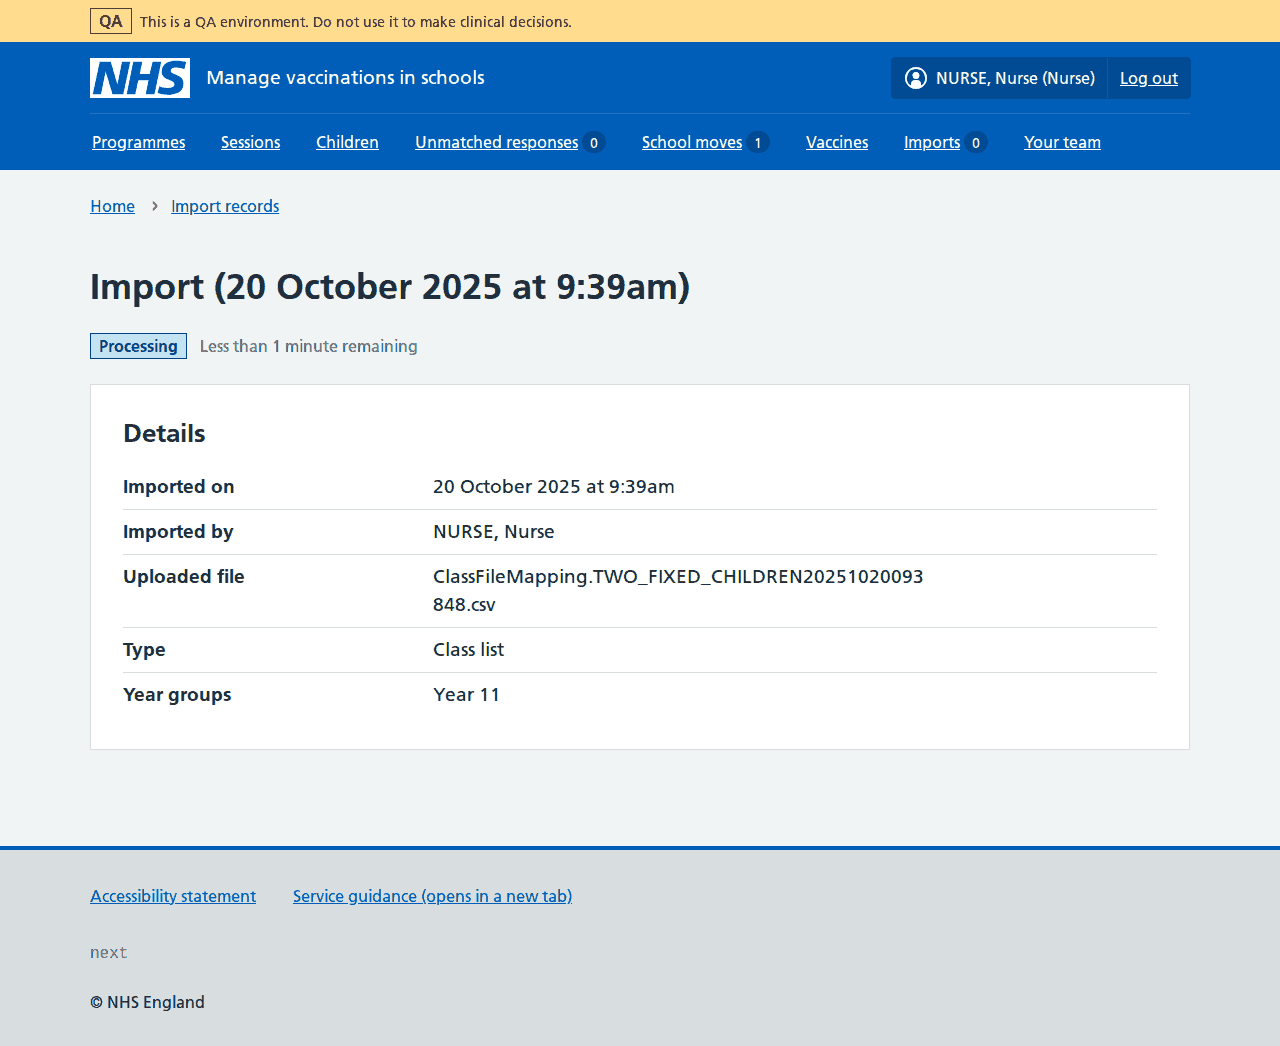 QA This is a QA environment. Do not use it to make clinical decisions.
NHS Manage vaccinations in schools NURSE, Nurse (Nurse) Log out
Programmes Sessions Children Unmatched responses 0 School moves 1 Vaccines Imports 0 Your team
Home Import records
Import (20 October 2025 at 9:39am)
Processing Less than 1 minute remaining
Details
Imported on 20 October 2025 at 9:39am
Imported by NURSE, Nurse
Uploaded file ClassFileMapping.TWO_FIXED_CHILDREN20251020093
848.csv
Type Class list
Year groups Year 11
Accessibility statement Service guidance (opens in a new tab)
next
© NHS England